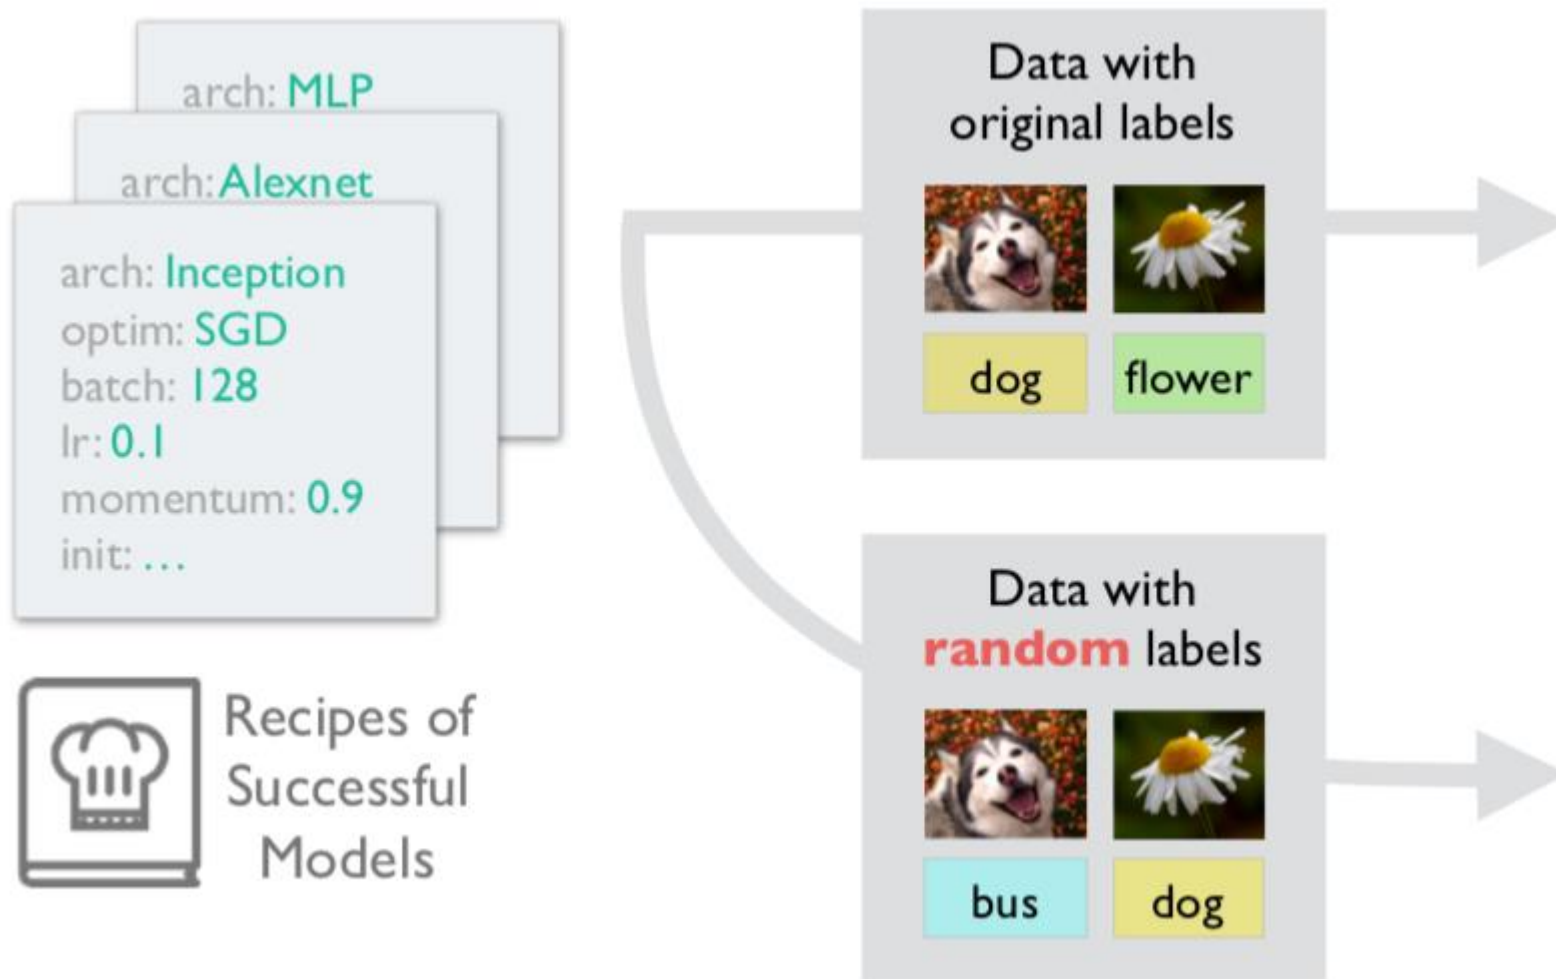 arch: MLP
arch: Alexnet
arch: Inception
optim: SGD
batch: 128
lr: 0.1
momentum: 0.9
init: ...
Recipes of
Successful
Models
Data with
original labels
dog
flower
Data with
random labels
bus
dog